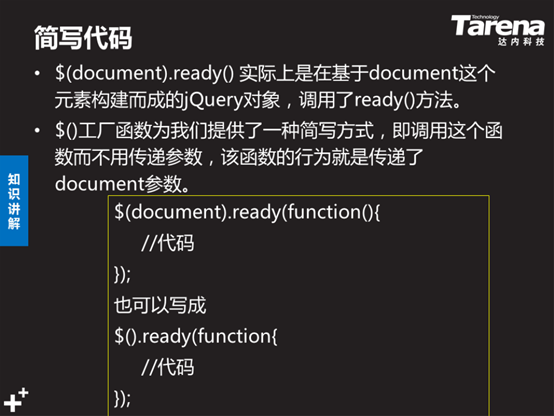 简写代码
Technology
Tarena
达内科技
• $(document).ready() 实际上是在基于document这个
元素构建而成的jQuery对象，调用了ready()方法。
• $()工厂函数为我们提供了一种简写方式，即调用这个函
数而不用传递参数，该函数的行为就是传递了
document参数。
知识讲解
$(document).ready(function(){
//代码
});
也可以写成
$().ready(function{
//代码
});